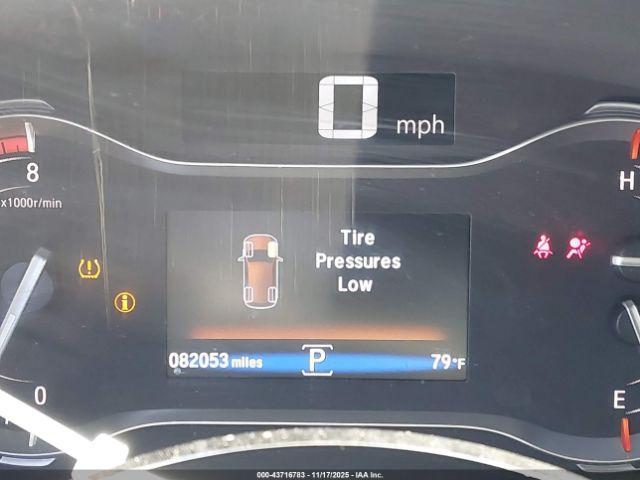 0 mph
8
x1000r/min
H
Tire
Pressures
Low
082053 miles P 79°F
0
E
000-43716783 - 11/17/2025 - IAA Inc.